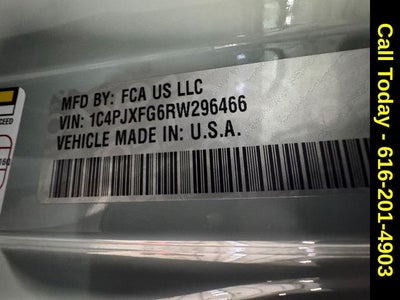 MFD BY: FCA US LLC
VIN: 1C4PJXFG6RW296466
VEHICLE MADE IN: U.S.A.
Call Today - 616-201-4903